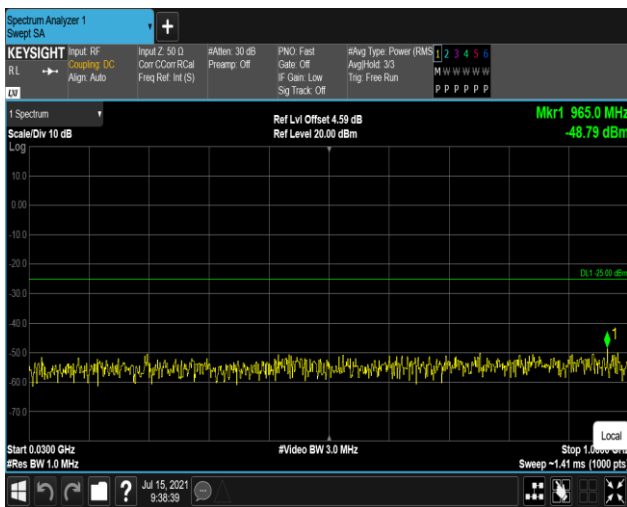 Spectrum Analyzer 1
Swept SA
KEYSIGHT
RL
LXI
Input: RF
Coupling: DC
Align: Auto
Input Z: 50 Ω
Corr CCorr RCal
Freq Ref: Int (S)
#Atten: 30 dB
Preamp: Off
PNO: Fast
Gate: Off
IF Gain: Low
Sig Track: Off
#Avg Type: Power (RMS
Avg|Hold: 3/3
Trig: Free Run
1 2 3 4 5 6
M W W W W W
P P P P P P
1 Spectrum
Scale/Div 10 dB
Log
Ref Lvl Offset 4.59 dB
Ref Level 20.00 dBm
Mkr1 965.0 MHz
-48.79 dBm
10.0
0.00
-10.0
-20.0
DL1 -25.00 dBm
-30.0
-40.0
1
-50.0
-60.0
-70.0
Local
Start 0.0300 GHz
#Res BW 1.0 MHz
#Video BW 3.0 MHz
Stop 1.0000 GHz
Sweep ~1.41 ms (1000 pts)
?
Jul 15, 2021
9:38:39